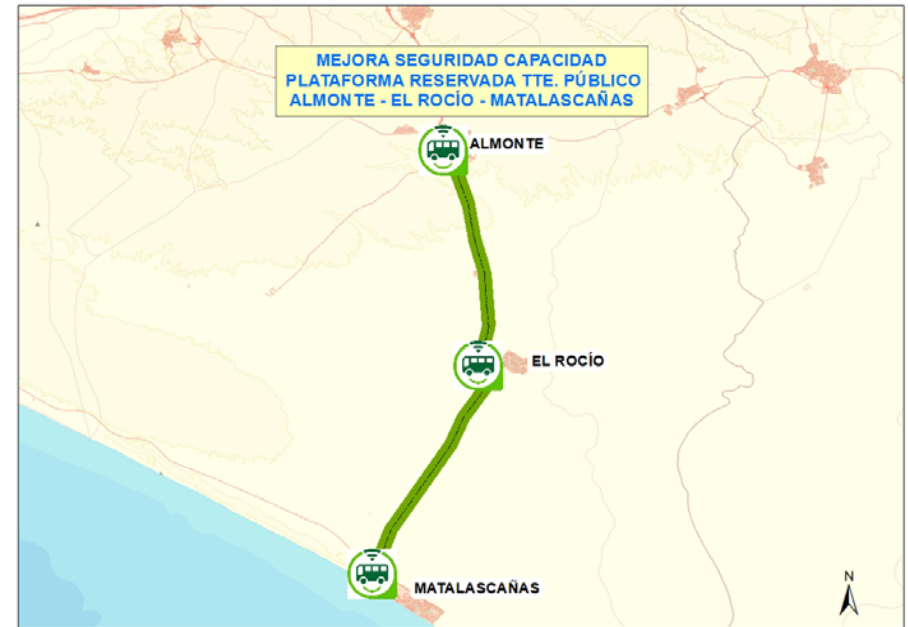 MEJORA SEGURIDAD CAPACIDAD
PLATAFORMA RESERVADA TTE. PÚBLICO
ALMONTE - EL ROCÍO - MATALASCAÑAS
ALMONTE
EL ROCÍO
MATALASCAÑAS
N